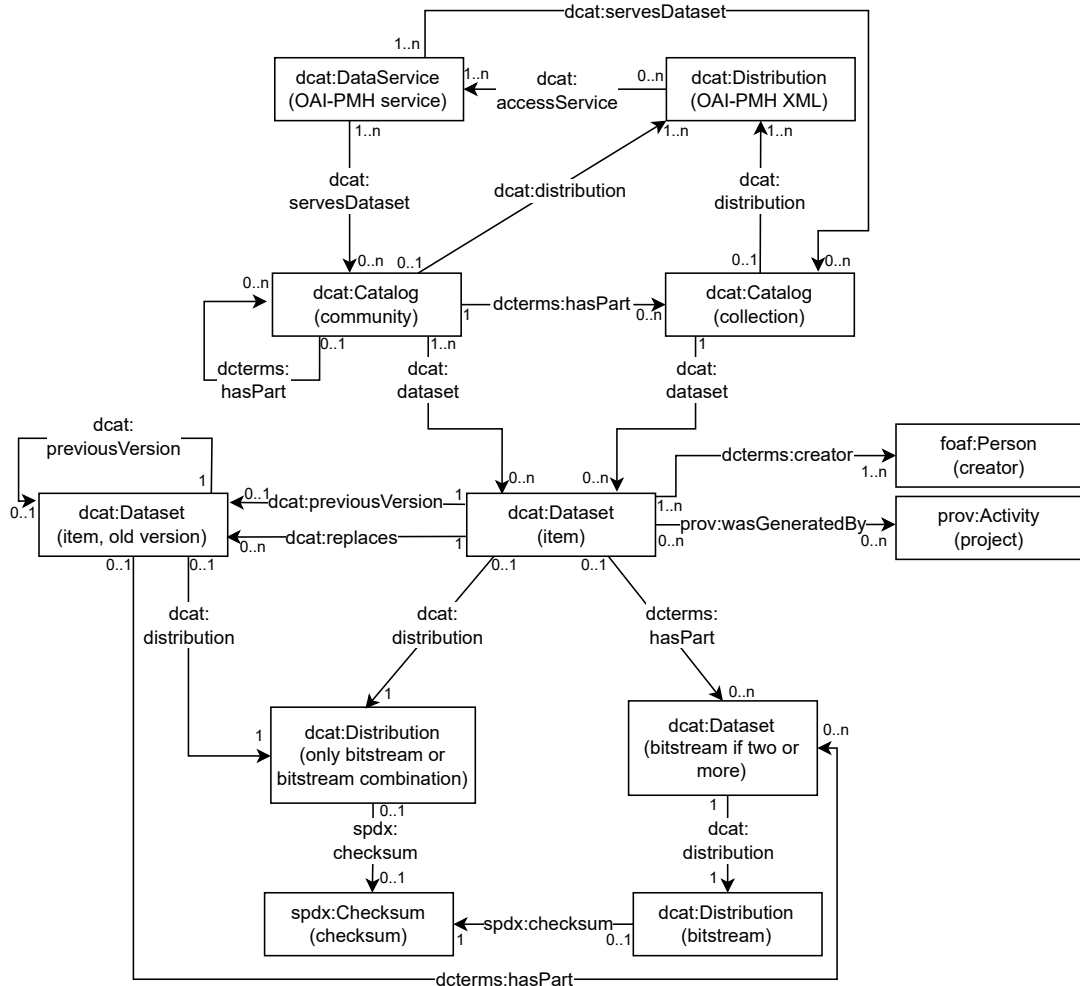 dcat:servesDataset
1..n
dcat:DataService
(OAI-PMH service)
1..n
dcat:
accessService
0..n
dcat:Distribution
(OAI-PMH XML)
1..n
1..n
1..n
dcat:
servesDataset
dcat:distribution
dcat:
distribution
0..n
0..1
0..1
0..n
0..n
dcat:Catalog
(community)
1
dcterms:hasPart
0..n
dcat:Catalog
(collection)
0..1
1..n
1
dcterms:
hasPart
dcat:
dataset
dcat:
dataset
dcat:
previousVersion
foaf:Person
(creator)
dcterms:creator
1..n
0..n
0..n
1
0..1
dcat:Dataset
(item, old version)
0..1
dcat:previousVersion
1
dcat:Dataset
(item)
1..n
prov:wasGeneratedBy
0..n
0..n
prov:Activity
(project)
0..n
dcat:replaces
1
0..1
0..1
0..1
0..1
dcat:
distribution
dcat:
distribution
dcterms:
hasPart
1
0..n
1
dcat:Distribution
(only bitstream or
bitstream combination)
dcat:Dataset
(bitstream if two or
more)
0..n
0..1
1
spdx:
checksum
dcat:
distribution
0..1
1
spdx:Checksum
(checksum)
1
spdx:checksum
0..1
dcat:Distribution
(bitstream)
dcterms:hasPart